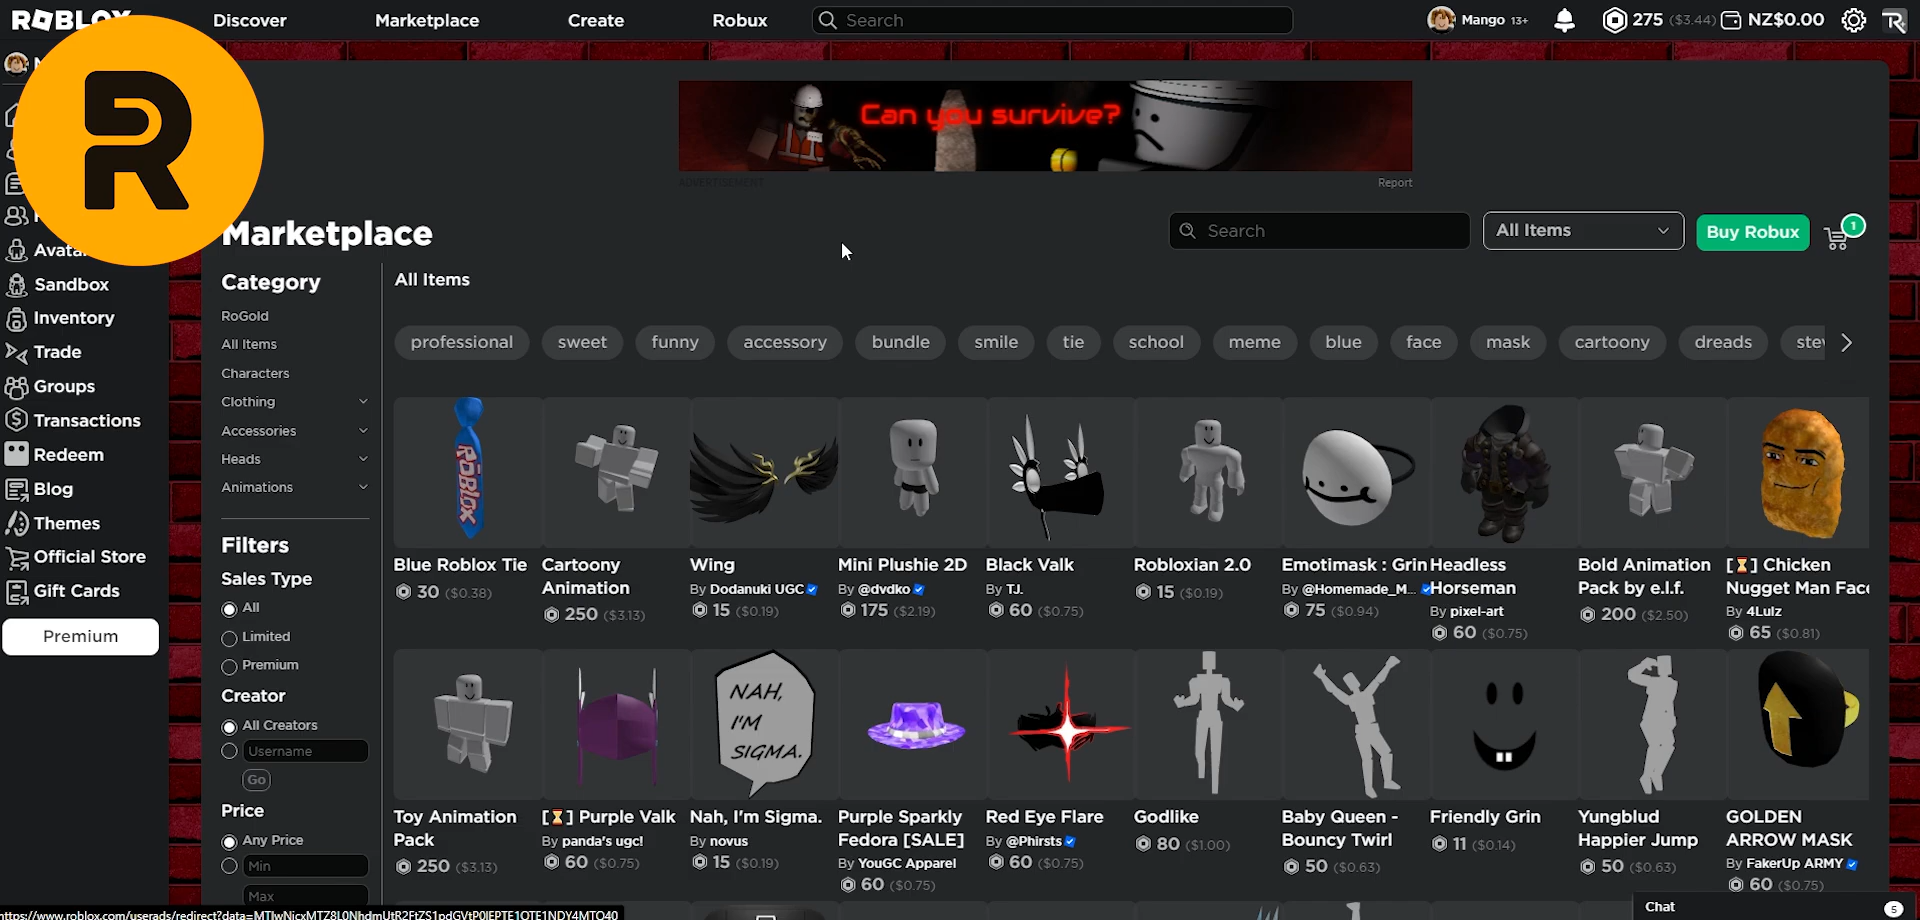 ROBLOX
Discover
Marketplace
Create
Robux
Search
Mango 13+
275 ($3.44)
NZ$0.00
Can you survive?
ADVERTISEMENT
Report
Marketplace
Search
All Items
Buy Robux
1
Sandbox
Inventory
Trade
Groups
Transactions
Redeem
Blog
Themes
Official Store
Gift Cards
Premium
Category
RoGold
All Items
Characters
Clothing
Accessories
Heads
Animations
Filters
Sales Type
All
Limited
Premium
Creator
All Creators
Username
Go
Price
Any Price
Min
Max
All Items
professional
sweet
funny
accessory
bundle
smile
tie
school
meme
blue
face
mask
cartoony
dreads
ROBLOX
Blue Roblox Tie
30 ($0.38)
Cartoony
Animation
250 ($3.13)
Wing
By Dodanuki UGC
15 ($0.19)
Mini Plushie 2D
By @dvdko
175 ($2.19)
Black Valk
By TJ.
60 ($0.75)
Robloxian 2.0
15 ($0.19)
Emotimask : Grin
By @Homemade_M...
75 ($0.94)
Headless
Horseman
By pixel-art
60 ($0.75)
Bold Animation
Pack by e.l.f.
200 ($2.50)
[⏳] Chicken
Nugget Man Face
By 4Lulz
65 ($0.81)
Toy Animation
Pack
250 ($3.13)
[⏳] Purple Valk
By panda's ugc!
60 ($0.75)
NAH,
I'M
SIGMA.
Nah, I'm Sigma.
By novus
15 ($0.19)
Purple Sparkly
Fedora [SALE]
By YouGC Apparel
60 ($0.75)
Red Eye Flare
By @Phirsts
60 ($0.75)
Godlike
80 ($1.00)
Baby Queen -
Bouncy Twirl
50 ($0.63)
Friendly Grin
11 ($0.14)
Yungblud
Happier Jump
50 ($0.63)
GOLDEN
ARROW MASK
By FakerUp ARMY
60 ($0.75)
Chat
5